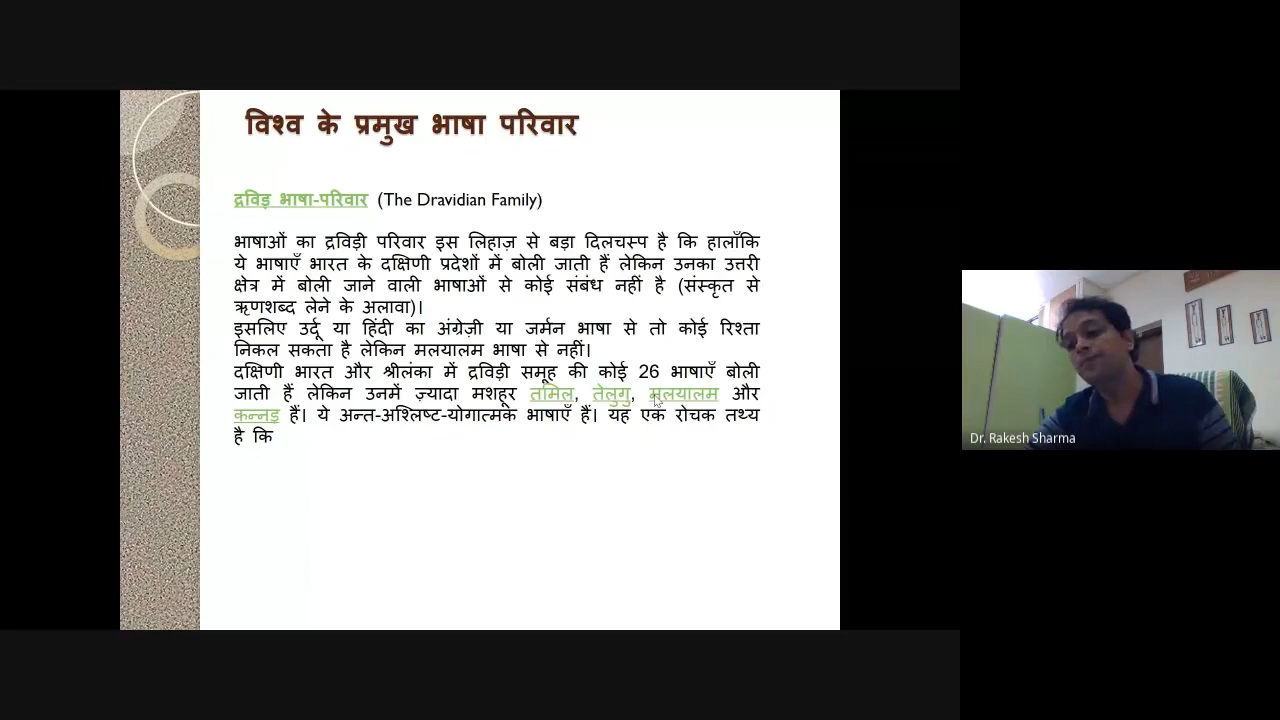 विश्व के प्रमुख भाषा परिवार
द्रविड़ भाषा-परिवार (The Dravidian Family)
भाषाओं का द्रविड़ी परिवार इस लिहाज़ से बड़ा दिलचस्प है कि हालाँकि
ये भाषाएँ भारत के दक्षिणी प्रदेशों में बोली जाती हैं लेकिन उनका उत्तरी
क्षेत्र में बोली जाने वाली भाषाओं से कोई संबंध नहीं है (संस्कृत से
ऋणशब्द लेने के अलावा)।
इसलिए उर्दू या हिंदी का अंग्रेज़ी या जर्मन भाषा से तो कोई रिश्ता
निकल सकता है लेकिन मलयालम भाषा से नहीं।
दक्षिणी भारत और श्रीलंका में द्रविड़ी समूह की कोई 26 भाषाएँ बोली
जाती हैं लेकिन उनमें ज़्यादा मशहूर तमिल, तेलुगु, मलयालम और
कन्नड़ हैं। ये अन्त-अश्लिष्ट-योगात्मक भाषाएँ हैं। यह एक रोचक तथ्य
है कि
Dr. Rakesh Sharma